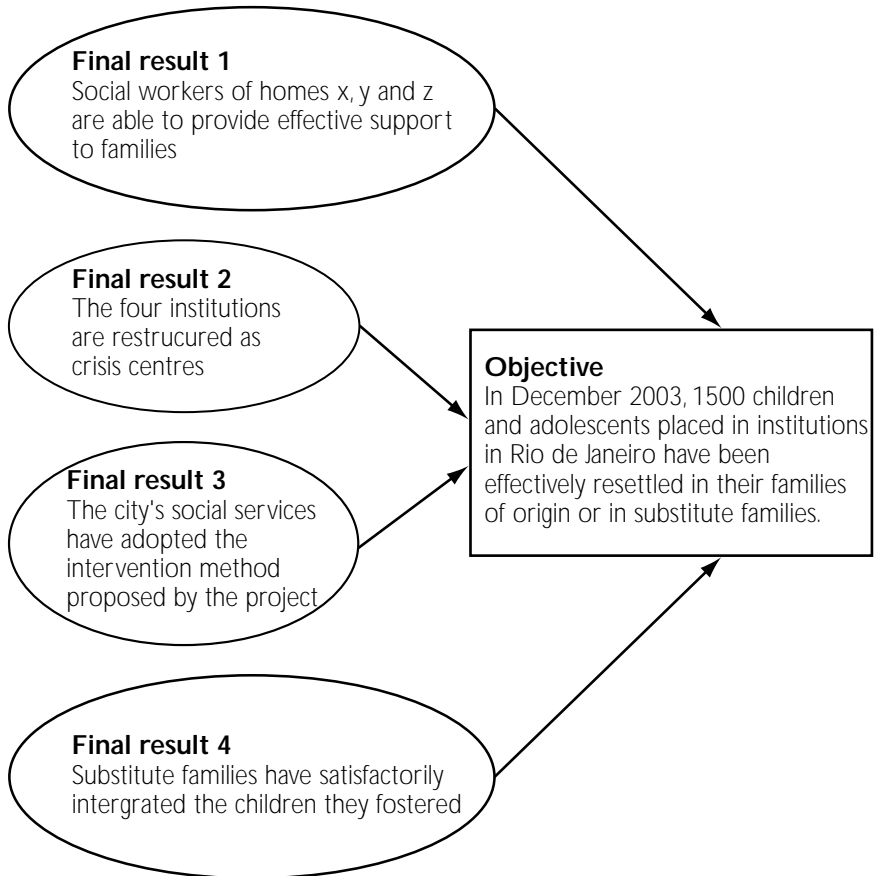 Final result 1
Social workers of homes x, y and z
are able to provide effective support
to families
Final result 2
The four institutions
are restrucured as
crisis centres
Final result 3
The city's social services
have adopted the
intervention method
proposed by the project
Final result 4
Substitute families have satisfactorily
intergrated the children they fostered
Objective
In December 2003, 1500 children
and adolescents placed in institutions
in Rio de Janeiro have been
effectively resettled in their families
of origin or in substitute families.